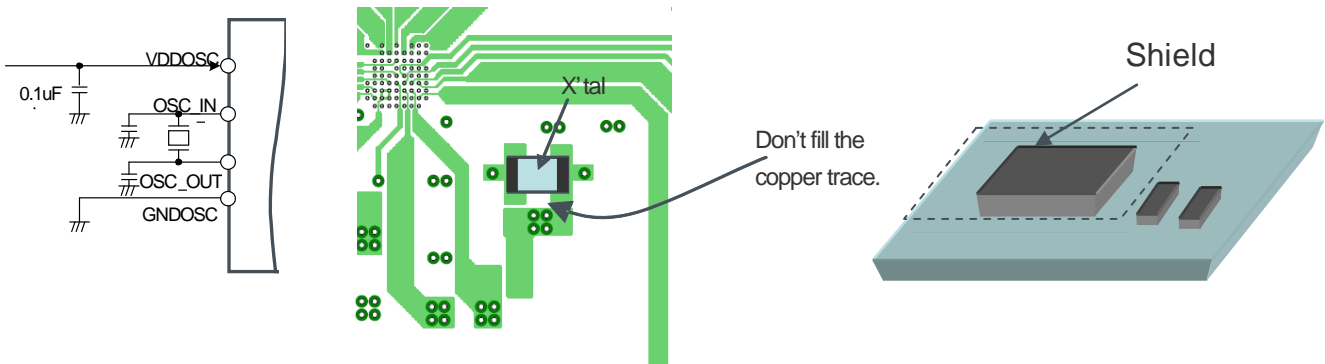 VDDOSC
0.1uF
OSC_IN
OSC_OUT
GNDOSC
X'tal
Don't fill the
copper trace.
Shield